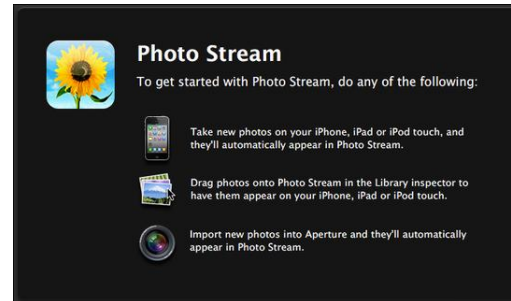 Photo Stream
To get started with Photo Stream, do any of the following:
Take new photos on your iPhone, iPad or iPod touch, and
they'll automatically appear in Photo Stream.
Drag photos onto Photo Stream in the Library inspector to
have them appear on your iPhone, iPad or iPod touch.
Import new photos into Aperture and they'll automatically
appear in Photo Stream.